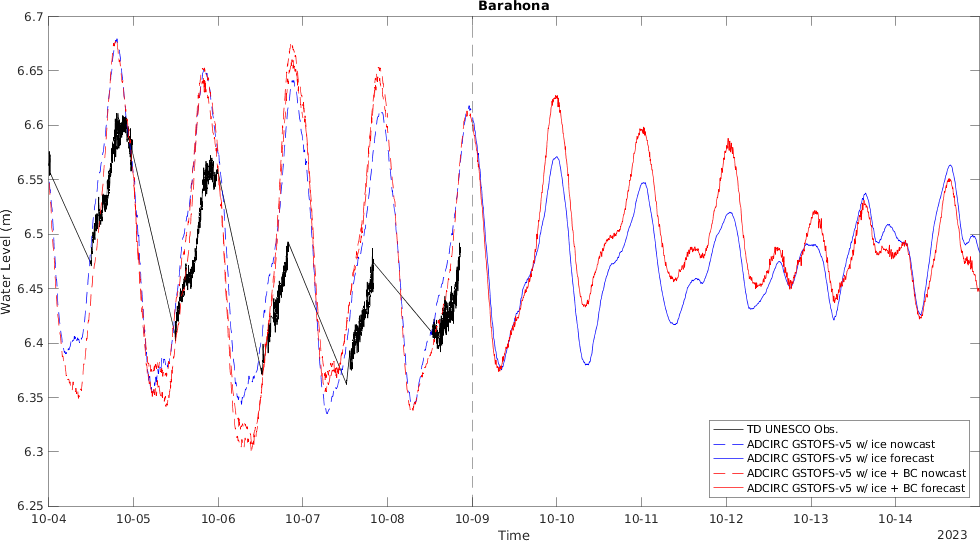 Barahona
6.7
6.65
6.6
6.55
6.5
6.45
6.4
6.35
6.3
6.25
Water Level (m)
10-04 10-05 10-06 10-07 10-08 10-09 10-10 10-11 10-12 10-13 10-14
Time
2023
TD UNESCO Obs.
ADCIRC GSTOFS-v5 w/ ice nowcast
ADCIRC GSTOFS-v5 w/ ice forecast
ADCIRC GSTOFS-v5 w/ ice + BC nowcast
ADCIRC GSTOFS-v5 w/ ice + BC forecast